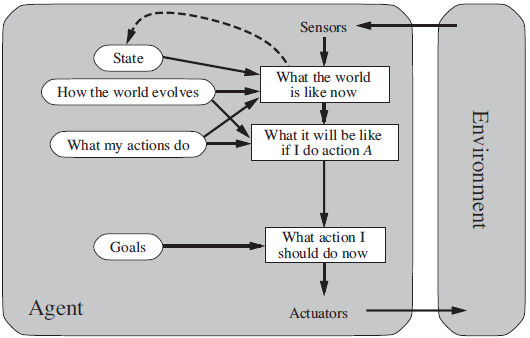 Sensors
State
What the world
is like now
How the world evolves
What it will be like
if I do action A
What my actions do
Environment
What action I
should do now
Goals
Agent
Actuators